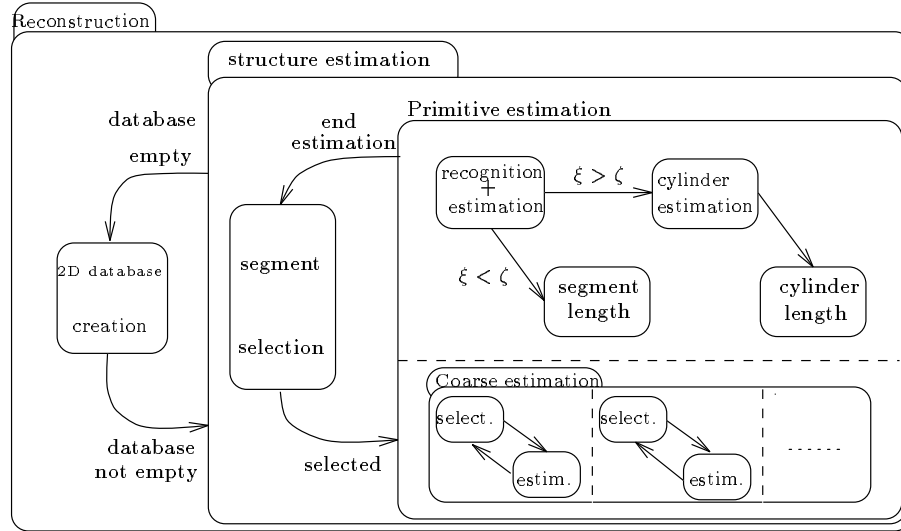 Reconstruction
structure estimation
Primitive estimation
database
empty
end
estimation
recognition
+
estimation
ξ > ζ
cylinder
estimation
2D database
creation
segment
selection
ξ < ζ
segment
length
cylinder
length
Coarse estimation
select.
estim.
select.
estim.
......
database
not empty
selected